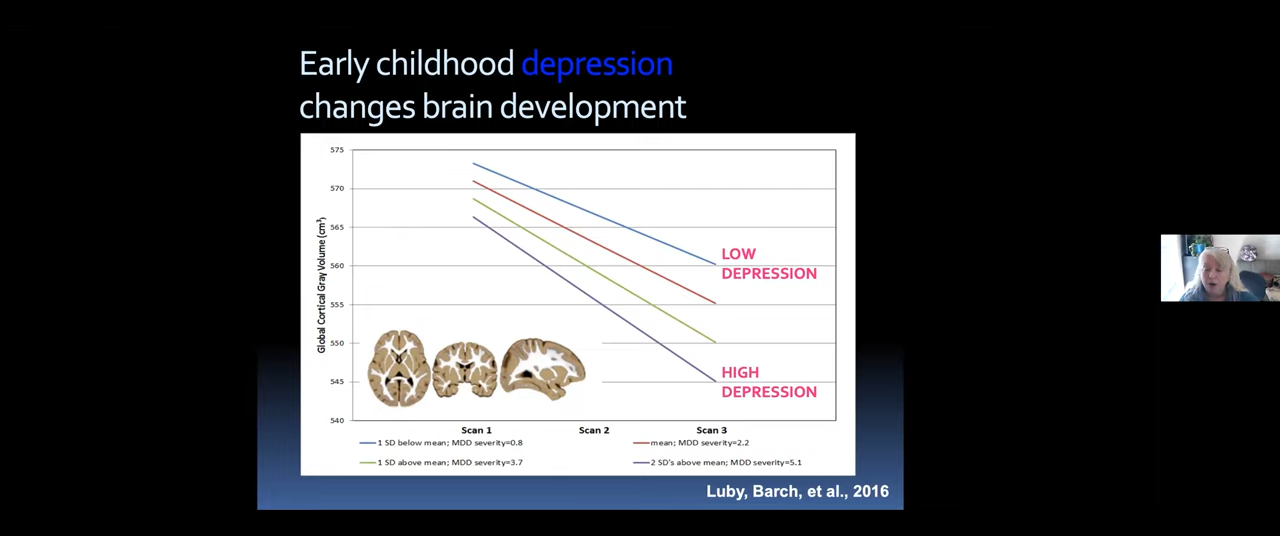 Early childhood depression
changes brain development
575
570
565
560
555
550
545
540
Global Cortical Gray Volume (cm³)
LOW
DEPRESSION
HIGH
DEPRESSION
Scan 1 Scan 2 Scan 3
1 SD below mean; MDD severity=0.8
mean; MDD severity=2.2
1 SD above mean; MDD severity=3.7
2 SD's above mean; MDD severity=5.1
Luby, Barch, et al., 2016